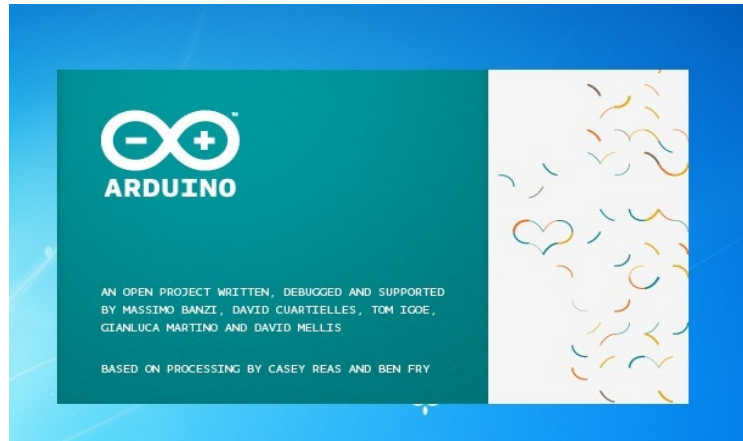 ARDUINO
AN OPEN PROJECT WRITTEN, DEBUGGED AND SUPPORTED
BY MASSIMO BANZI, DAVID CUARTIELLES, TOM IGOE,
GIANLUCA MARTINO AND DAVID MELLIS
BASED ON PROCESSING BY CASEY REAS AND BEN FRY